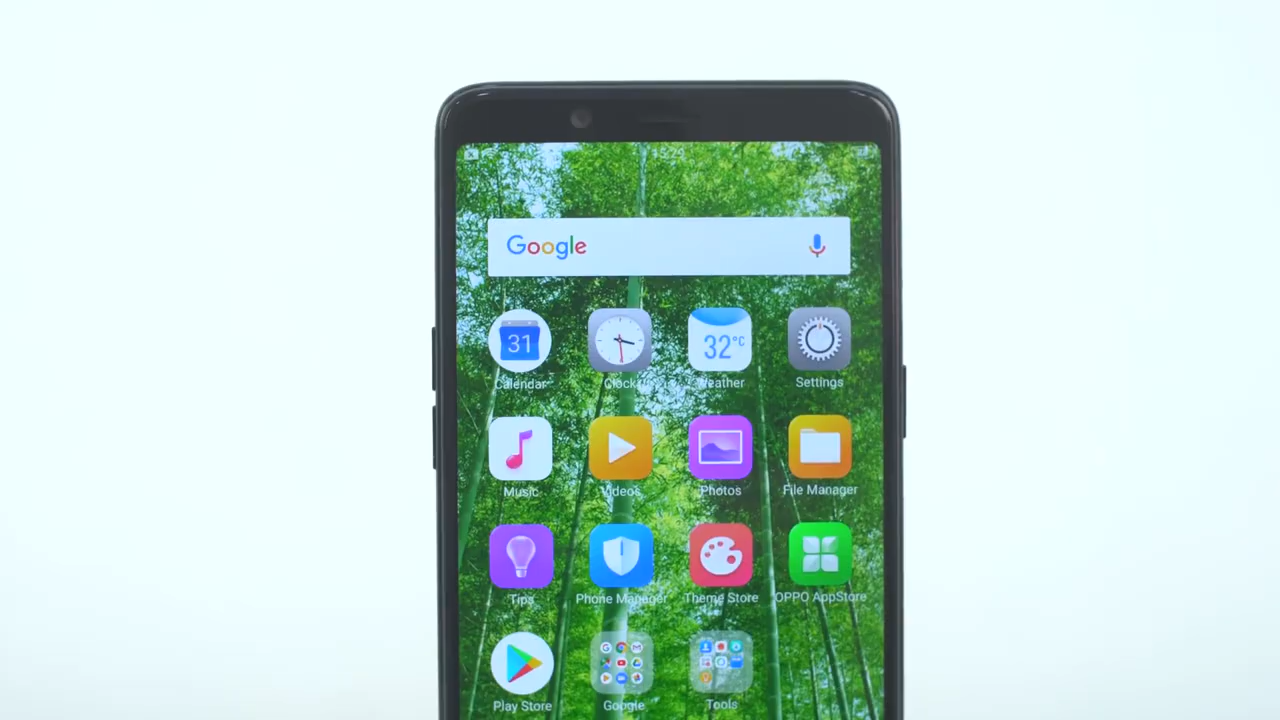 Google
31
32°C
Calendar
Clock
Weather
Settings
Music
Videos
Photos
File Manager
Tips
Phone Manager
Theme Store
OPPO AppStore
Play Store
Google
Tools